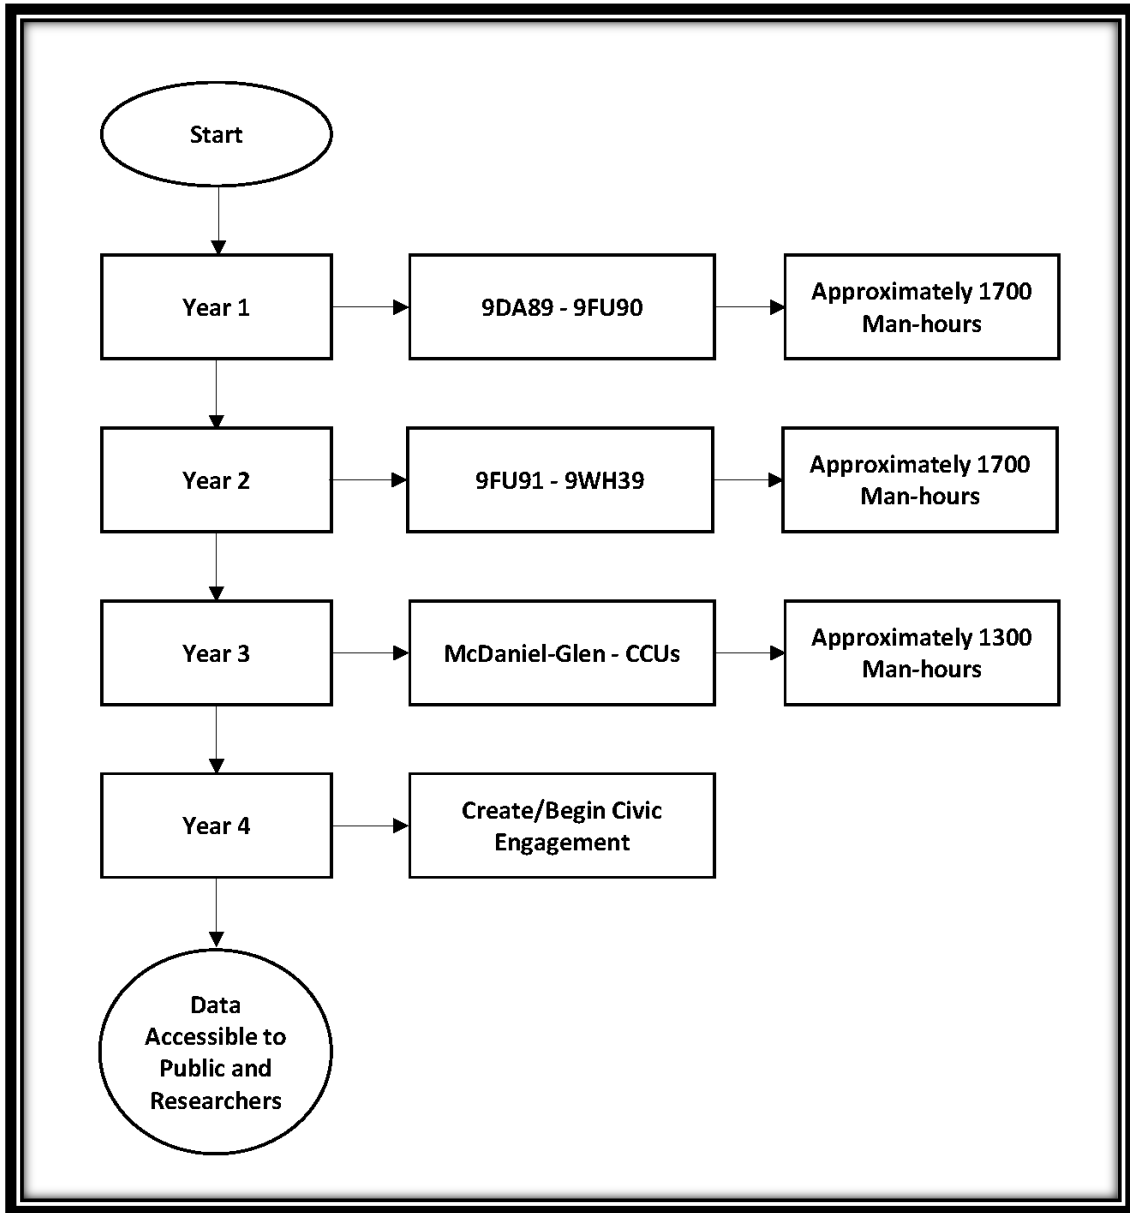 Start
Year 1
9DA89 - 9FU90
Approximately 1700
Man-hours
Year 2
9FU91 - 9WH39
Approximately 1700
Man-hours
Year 3
McDaniel-Glen - CCUs
Approximately 1300
Man-hours
Year 4
Create/Begin Civic
Engagement
Data
Accessible to
Public and
Researchers